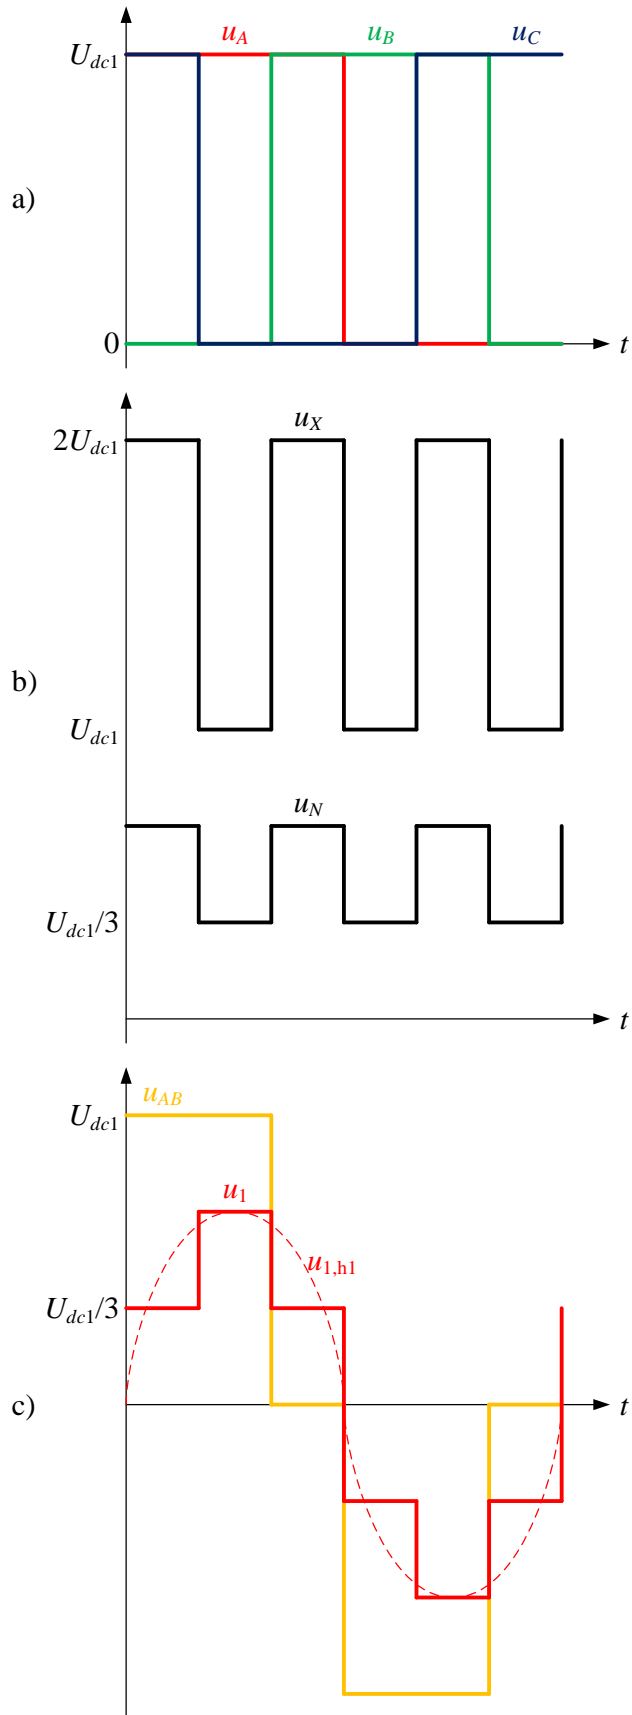 u_A u_B u_C
U_dc1
a)
0 t
u_X
2U_dc1
b)
U_dc1
u_N
U_dc1/3
t
u_AB
U_dc1
u_1
u_1,h1
U_dc1/3
c) t